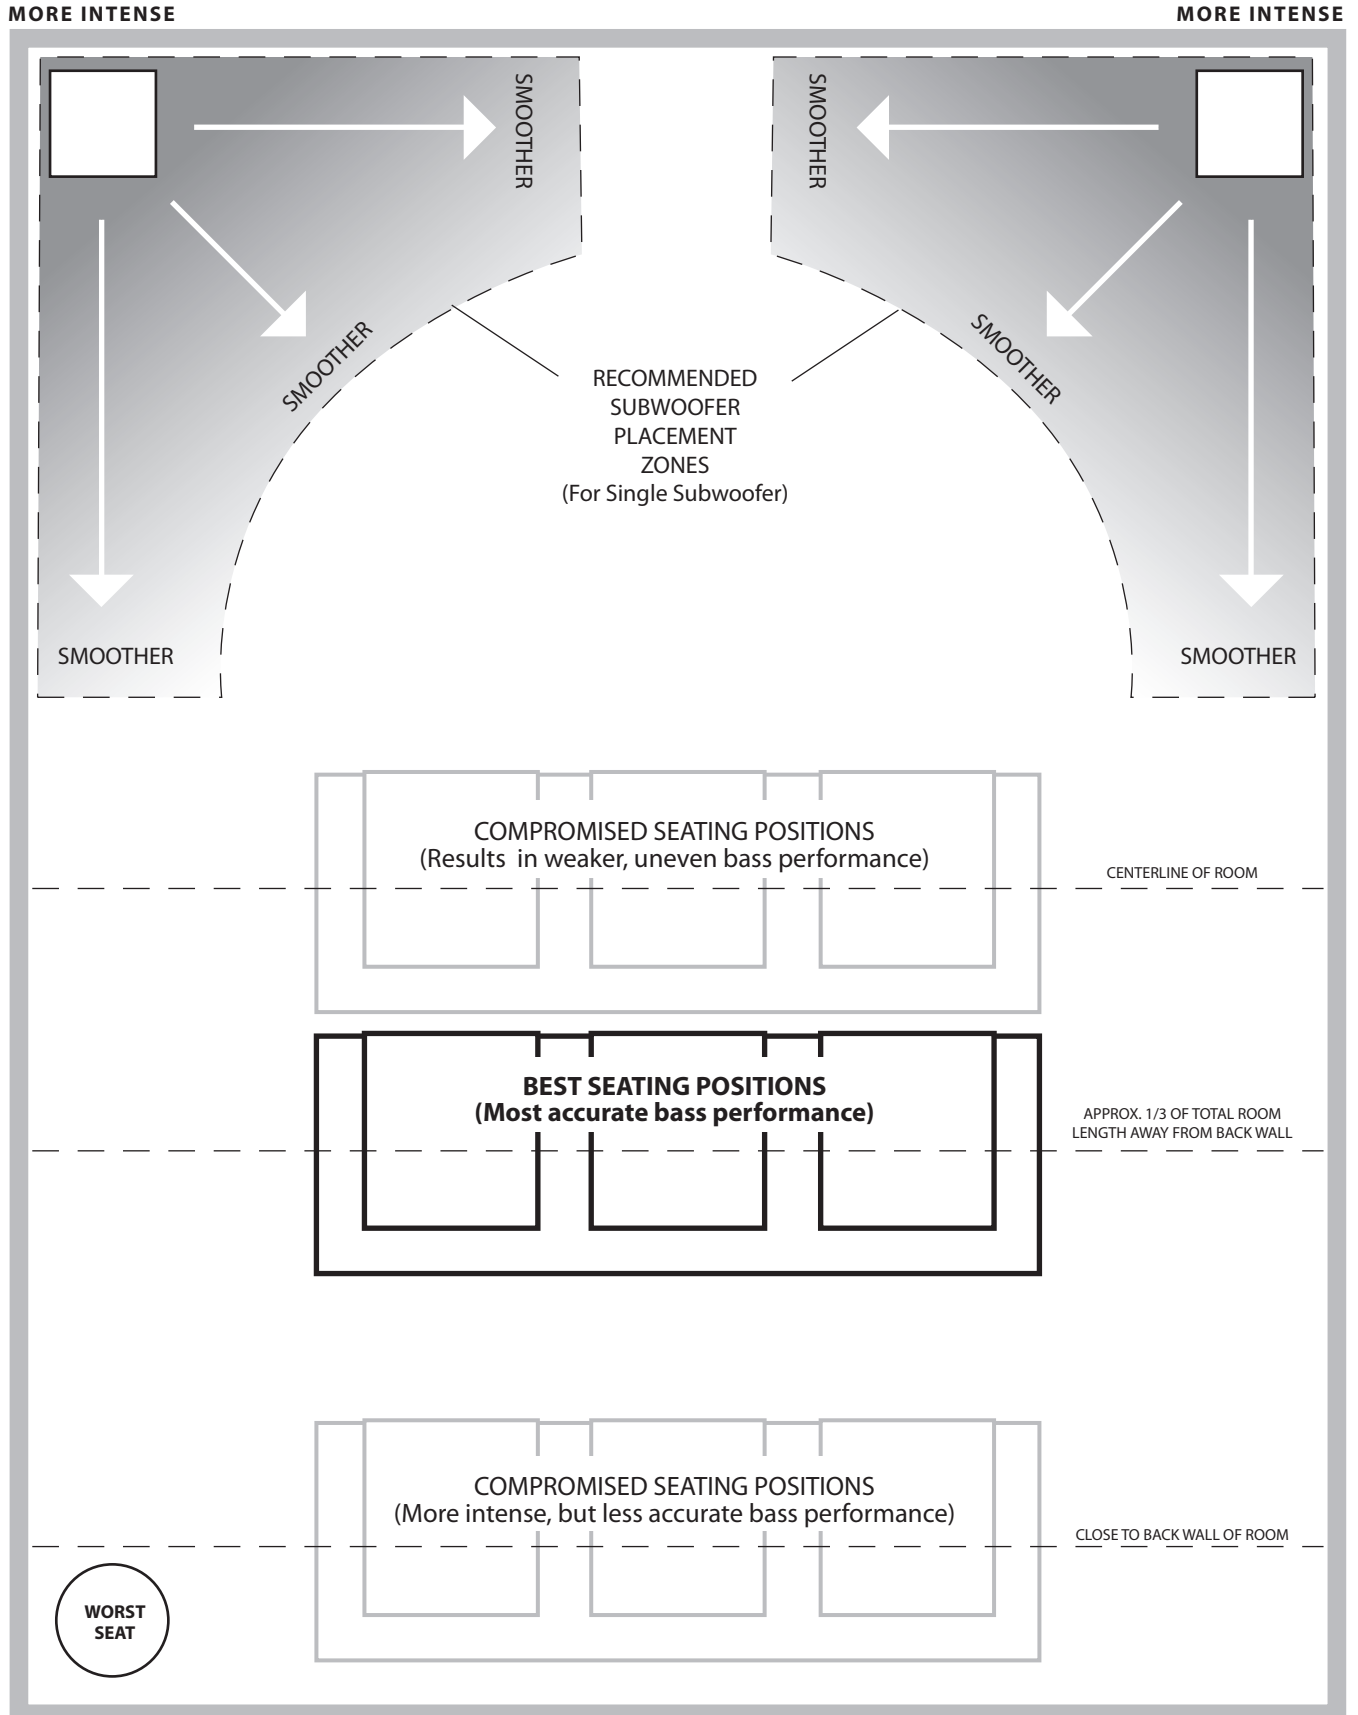 MORE INTENSE
MORE INTENSE
SMOOTHER
SMOOTHER
SMOOTHER
SMOOTHER
RECOMMENDED
SUBWOOFER
PLACEMENT
ZONES
(For Single Subwoofer)
SMOOTHER
SMOOTHER
COMPROMISED SEATING POSITIONS
(Results in weaker, uneven bass performance)
CENTERLINE OF ROOM
BEST SEATING POSITIONS
(Most accurate bass performance)
APPROX. 1/3 OF TOTAL ROOM
LENGTH AWAY FROM BACK WALL
COMPROMISED SEATING POSITIONS
(More intense, but less accurate bass performance)
CLOSE TO BACK WALL OF ROOM
WORST
SEAT